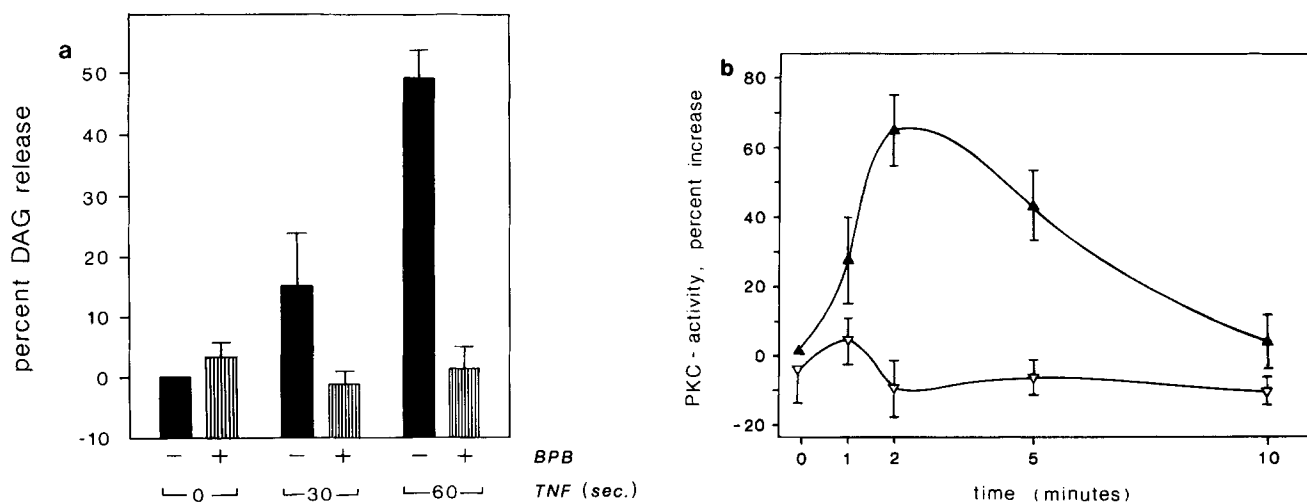 a
percent DAG release
50
40
30
20
10
0
-10
− + − + − + BPB
0 30 60 TNF (sec.)
b
PKC - activity, percent increase
80
60
40
20
0
-20
0 1 2 5 10
time (minutes)